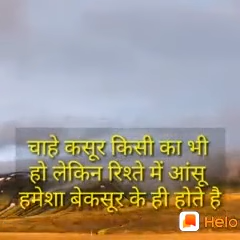 चाहे कसूर किसी का भी
हो लेकिन रिश्ते में आंसू
हमेशा बेकसूर के ही होते है
Helo